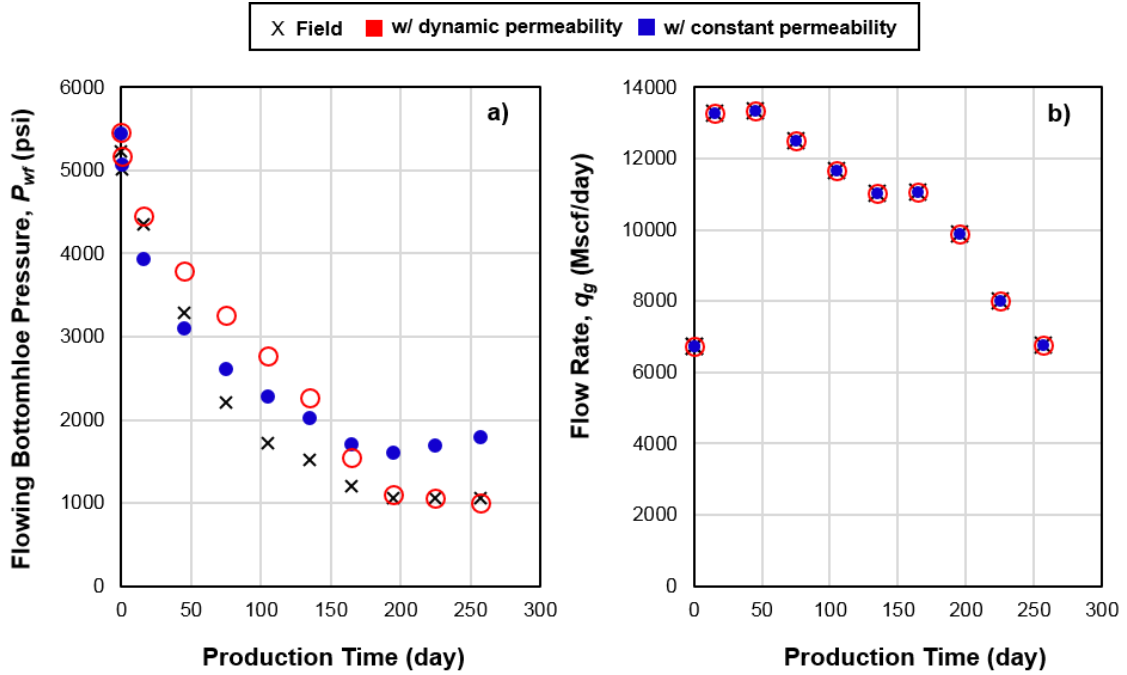 X Field w/ dynamic permeability w/ constant permeability
a)
Flowing Bottomhloe Pressure, Pwf (psi)
6000
5000
4000
3000
2000
1000
0
0 50 100 150 200 250 300
Production Time (day)
b)
Flow Rate, qg (Mscf/day)
14000
12000
10000
8000
6000
4000
2000
0
0 50 100 150 200 250 300
Production Time (day)